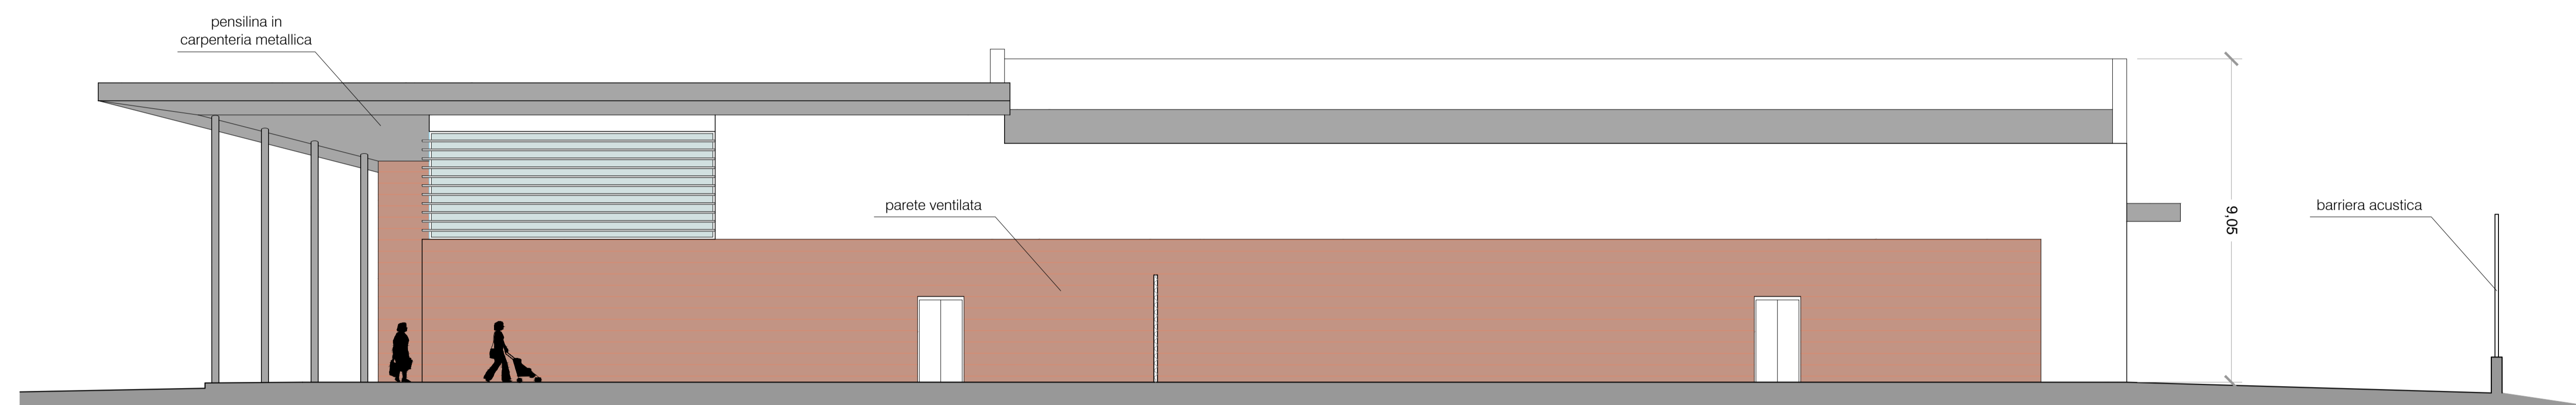 pensilina in
carpenteria metallica
parete ventilata
9,05
barriera acustica